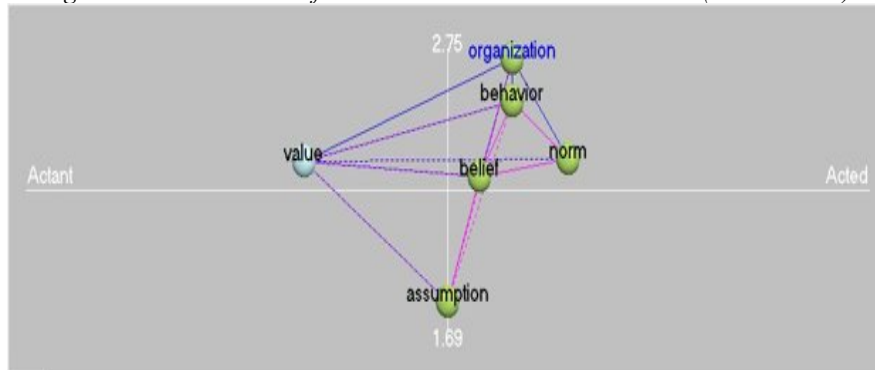 2.75
organization
behavior
value
belief
norm
Actant
Acted
assumption
1.69